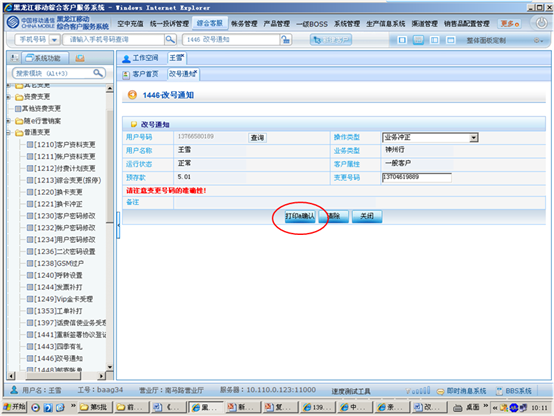 黑龙江移动综合客户服务系统 - Windows Internet Explorer
中国移动通信 CHINA MOBILE 黑龙江移动 综合客户服务系统 空中充值 统一投诉管理 综合客服 帐务管理 产品管理 一级BOSS 系统管理 生产信息系统 渠道管理 销售品配置管理 更多
手机号码 请输入手机号码查询 1446 改号通知 整体面板定制
系统功能 工作空间 王雪
搜索模块 (Alt+3) 客户首页 改号通知
其它变更
资费变更
其他资费变更
随e行营销案
普通变更
[1210]客户资料变更
[1211]帐户资料变更
[1212]付费计划变更
[1213]综合变更(报停)
[1220]换卡变更
[1221]换卡冲正
[1230]客户密码修改
[1232]帐户密码修改
[1234]用户密码修改
[1236]二次密码设置
[1238]GSM过户
[1240]呼转设置
[1244]发票补打
[1249]Vip金卡受理
[1353]工单补打
[1397]话费信使业务受理
[1441]重新签署协议登记
[1443]四季有礼
[1446]改号通知
[1448]邮寄账单
1446·改号通知
改号通知
用户号码 13766580189 查询 操作类型 业务冲正
用户名称 王雪 业务类型 神州行
运行状态 正常 客户属性 一般客户
预存款 5.01 变更号码 13704619889
请注意变更号码的准确性!
备注
打印&确认 清除 关闭
用户名：王雪 工号：baag34 营业厅：南马路营业厅 服务器：10.110.0.123:11000 速度测试工具 即时消息系统 BBS系统
开始 第5批 前... 《... 黑... 新... 复... 139... 中... 亲... 改... 桌面 10:11